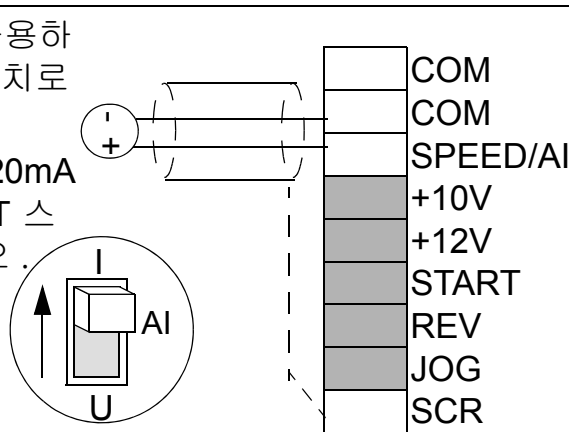 용하
치로
20mA
T 스
오 .
-
+
I
AI
U
COM
COM
SPEED/AI
+10V
+12V
START
REV
JOG
SCR